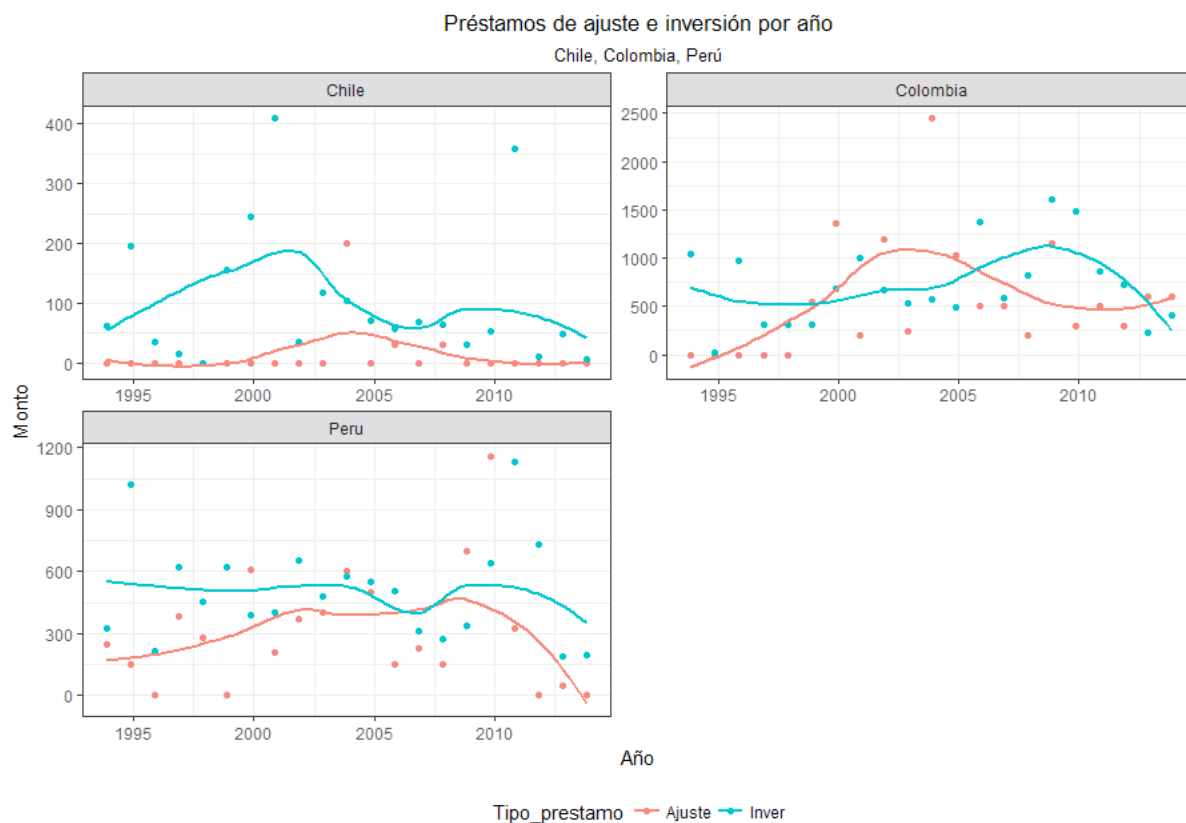 Préstamos de ajuste e inversión por año
Chile, Colombia, Perú
Chile
400
300
200
100
0
1995 2000 2005 2010
Colombia
2500
2000
1500
1000
500
0
1995 2000 2005 2010
Monto
Peru
1200
900
600
300
0
1995 2000 2005 2010
Año
Tipo_prestamo Ajuste Inver